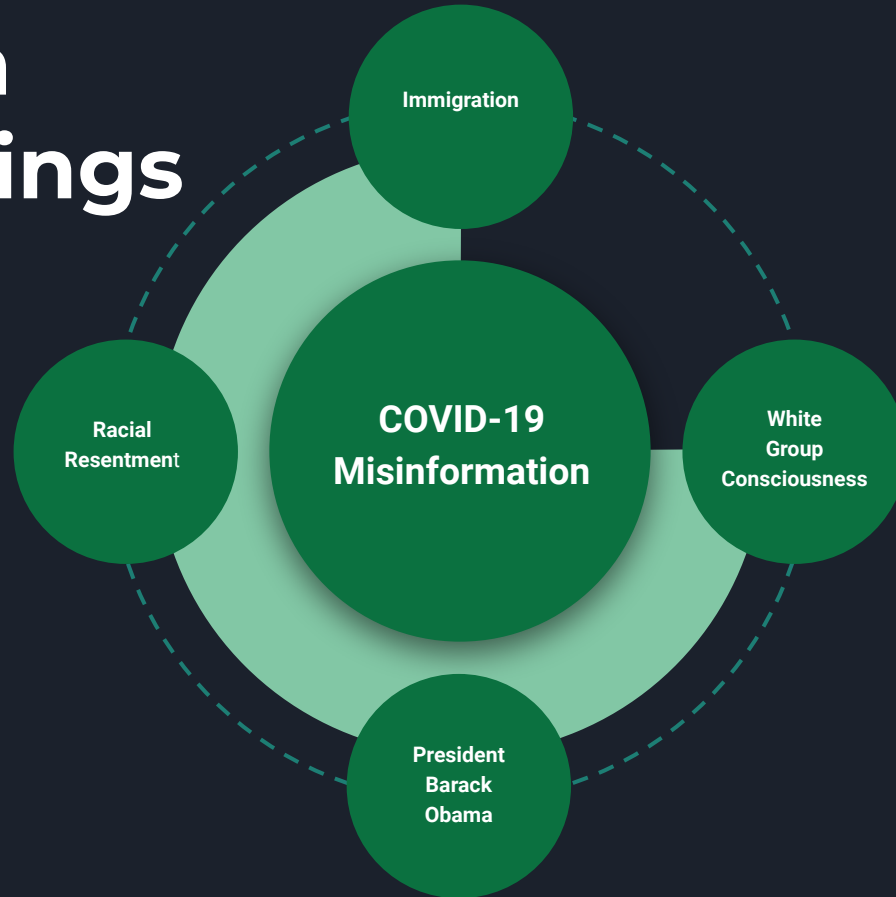 ings
Immigration
COVID-19
Misinformation
Racial
Resentment
White
Group
Consciousness
President
Barack
Obama